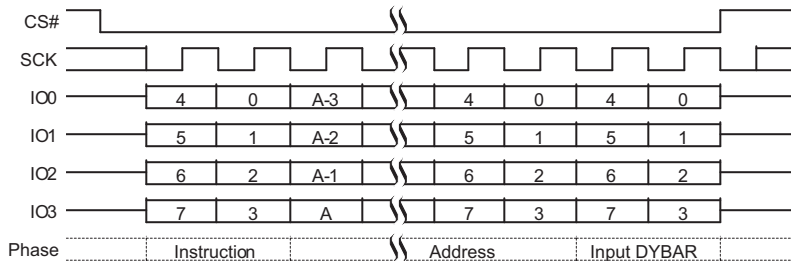 CS#
SCK
IO0 4 0 A-3 4 0 4 0
IO1 5 1 A-2 5 1 5 1
IO2 6 2 A-1 6 2 6 2
IO3 7 3 A 7 3 7 3
Phase Instruction Address Input DYBAR